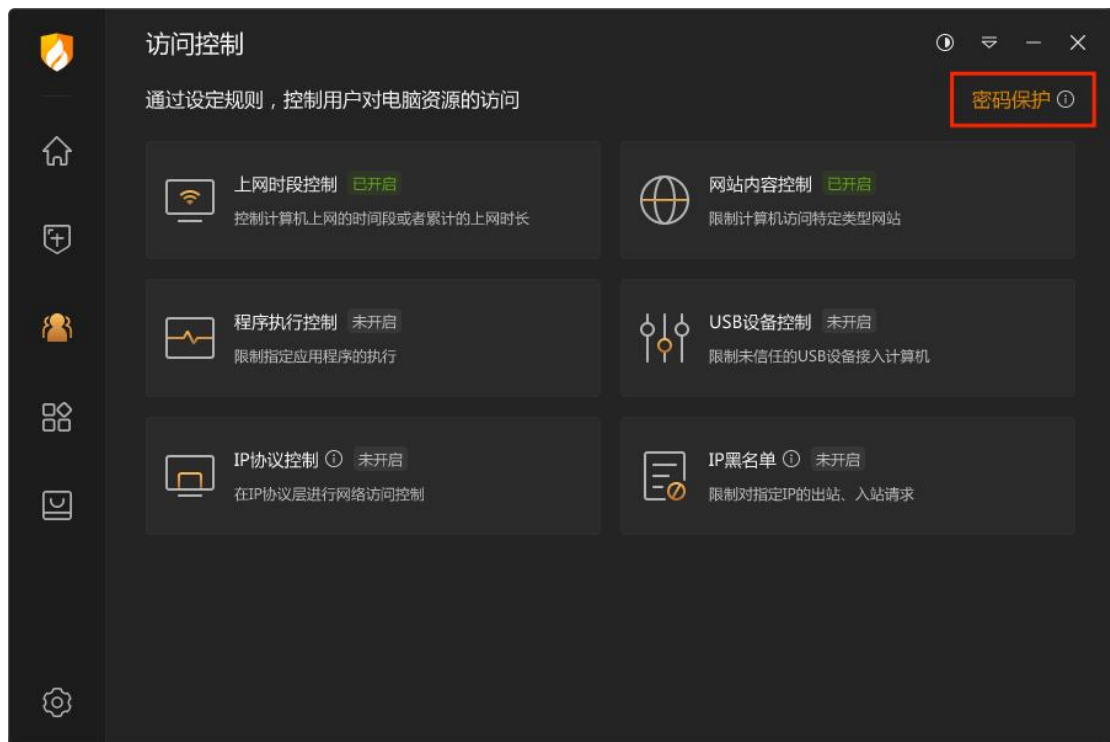 访问控制
通过设定规则，控制用户对电脑资源的访问
密码保护
上网时段控制 已开启
控制计算机上网的时间段或者累计的上网时长
网站内容控制 已开启
限制计算机访问特定类型网站
程序执行控制 未开启
限制指定应用程序的执行
USB设备控制 未开启
限制未信任的USB设备接入计算机
IP协议控制 未开启
在IP协议层进行网络访问控制
IP黑名单 未开启
限制对指定IP的出站、入站请求